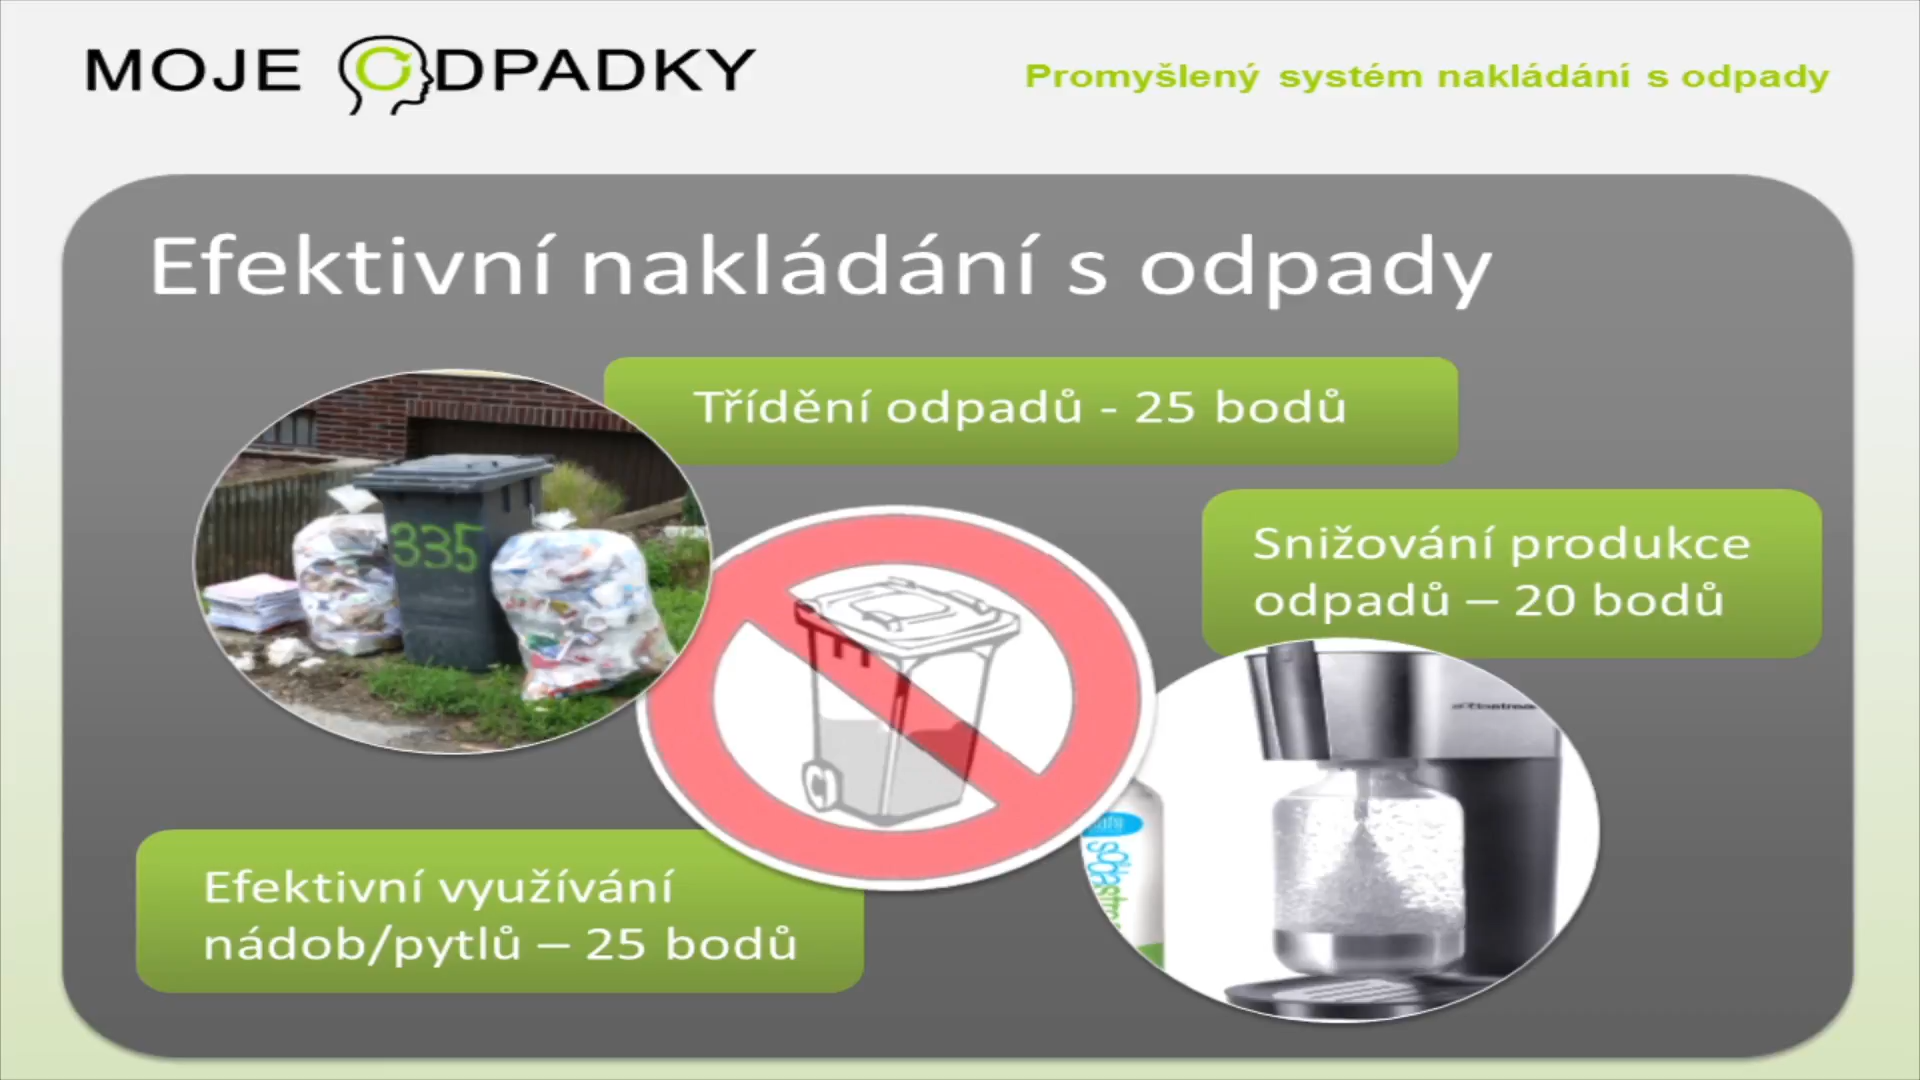 MOJE ODPADKY
Promyšlený systém nakládání s odpady
Efektivní nakládání s odpady
Třídění odpadů - 25 bodů
335
Snižování produkce
odpadů – 20 bodů
Efektivní využívání
nádob/pytlů – 25 bodů